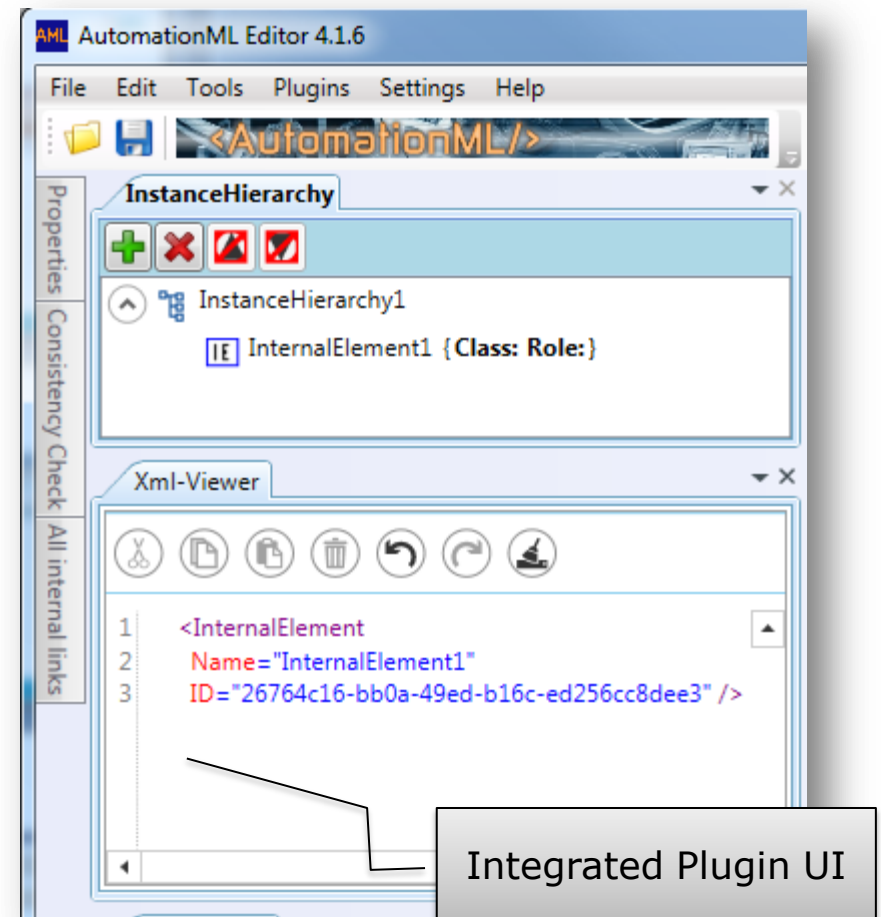 AML AutomationML Editor 4.1.6
File Edit Tools Plugins Settings Help
<AutomationML/>
Properties
Consistency Check
All internal links
InstanceHierarchy
InstanceHierarchy1
IE InternalElement1 {Class: Role:}
Xml-Viewer
1 <InternalElement
2 Name="InternalElement1"
3 ID="26764c16-bb0a-49ed-b16c-ed256cc8dee3" />
Integrated Plugin UI